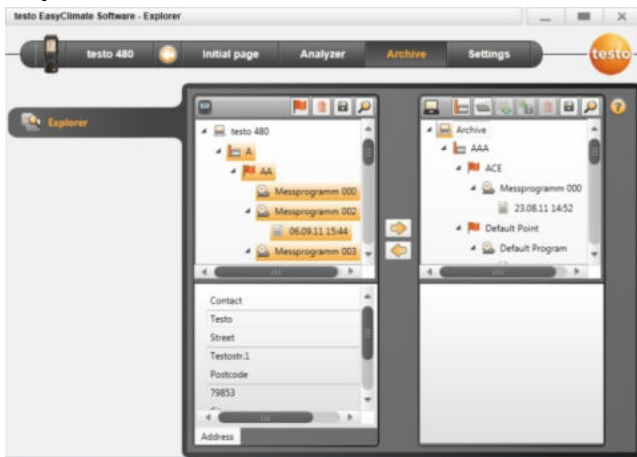 testo EasyClimate Software - Explorer
testo 480
Initial page
Analyzer
Archive
Settings
testo
Explorer
testo 480
A
AA
Messprogramm 000
Messprogramm 002
06.09.11 15:44
Messprogramm 003
Archive
AAA
ACE
Messprogramm 000
23.08.11 14:52
Default Point
Default Program
Contact
Testo
Street
Testostr.1
Postcode
79853
Address